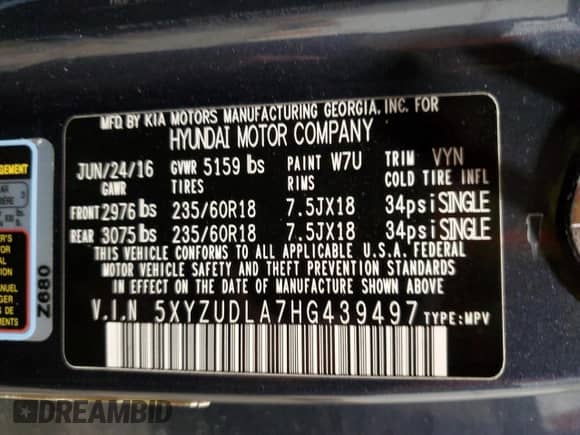 MFD. BY KIA MOTORS MANUFACTURING GEORGIA, INC. FOR
HYUNDAI MOTOR COMPANY
JUN/24/16 GVWR 5159 lbs PAINT W7U TRIM VYN
GAWR TIRES RIMS COLD TIRE INFL
FRONT 2976 lbs 235/60R18 7.5JX18 34psi SINGLE
REAR 3075 lbs 235/60R18 7.5JX18 34psi SINGLE
THIS VEHICLE CONFORMS TO ALL APPLICABLE U.S.A. FEDERAL
MOTOR VEHICLE SAFETY AND THEFT PREVENTION STANDARDS
IN EFFECT ON THE DATE OF MANUFACTURE SHOWN ABOVE.
V.I.N 5XYZUDLA7HG439497 TYPE:MPV
Z680
DREAMBID